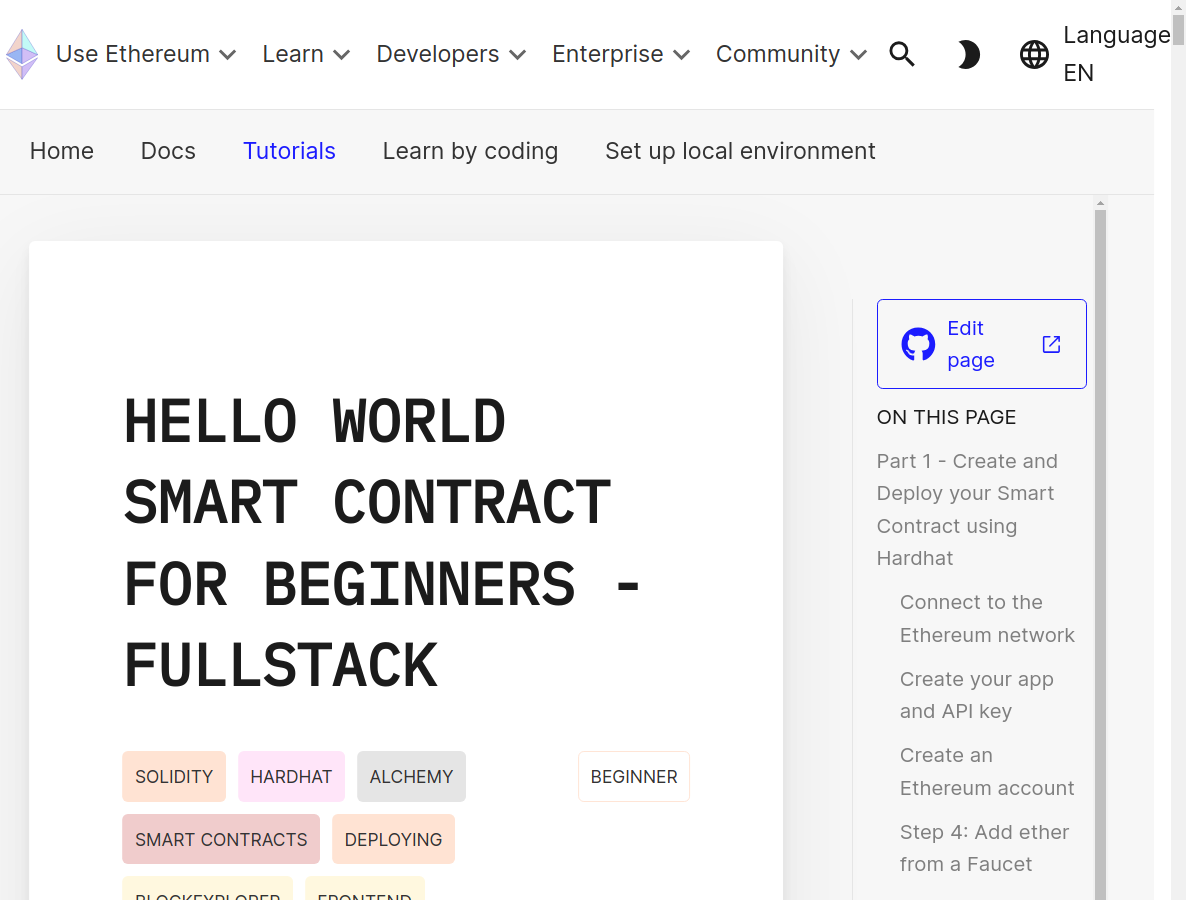 Use Ethereum Learn Developers Enterprise Community Language
EN
Home Docs Tutorials Learn by coding Set up local environment
HELLO WORLD
SMART CONTRACT
FOR BEGINNERS -
FULLSTACK
SOLIDITY HARDHAT ALCHEMY BEGINNER
SMART CONTRACTS DEPLOYING
BLOCKEXPLORER FRONTEND
Edit
page
ON THIS PAGE
Part 1 - Create and
Deploy your Smart
Contract using
Hardhat
Connect to the
Ethereum network
Create your app
and API key
Create an
Ethereum account
Step 4: Add ether
from a Faucet